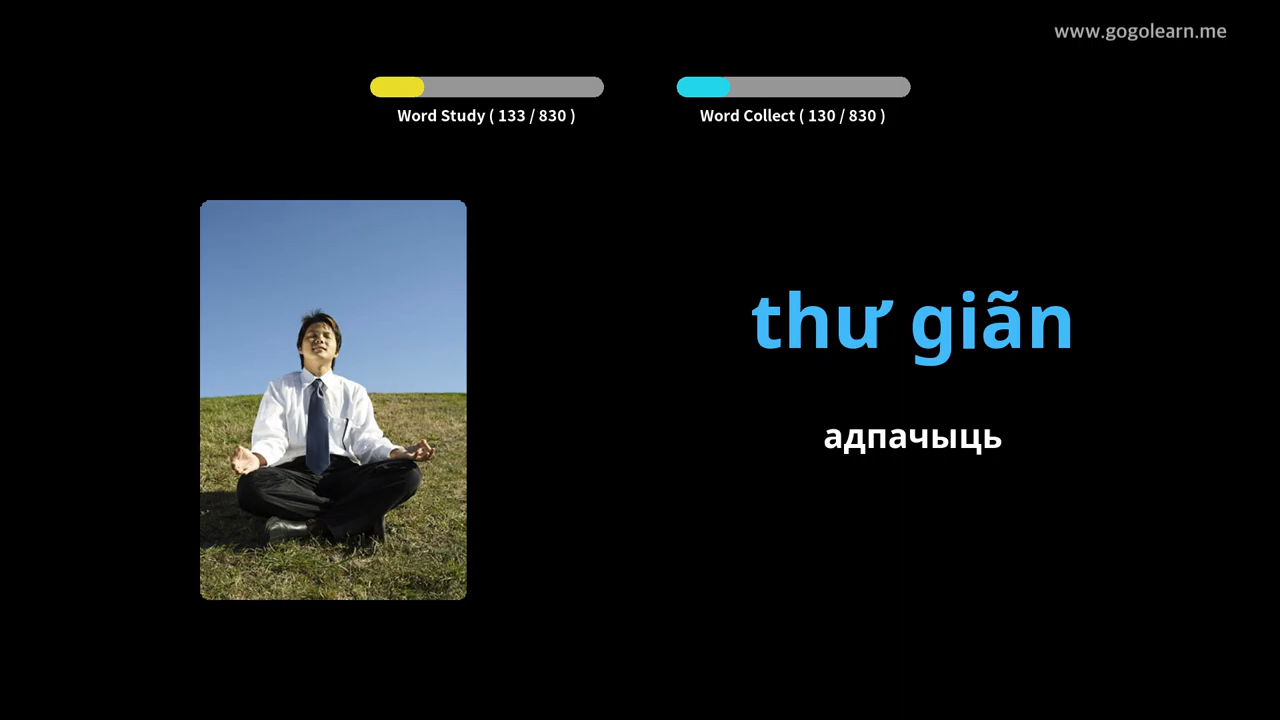 www.gogolearn.me
Word Study ( 133 / 830 )
Word Collect ( 130 / 830 )
thư giãn
адпачыць